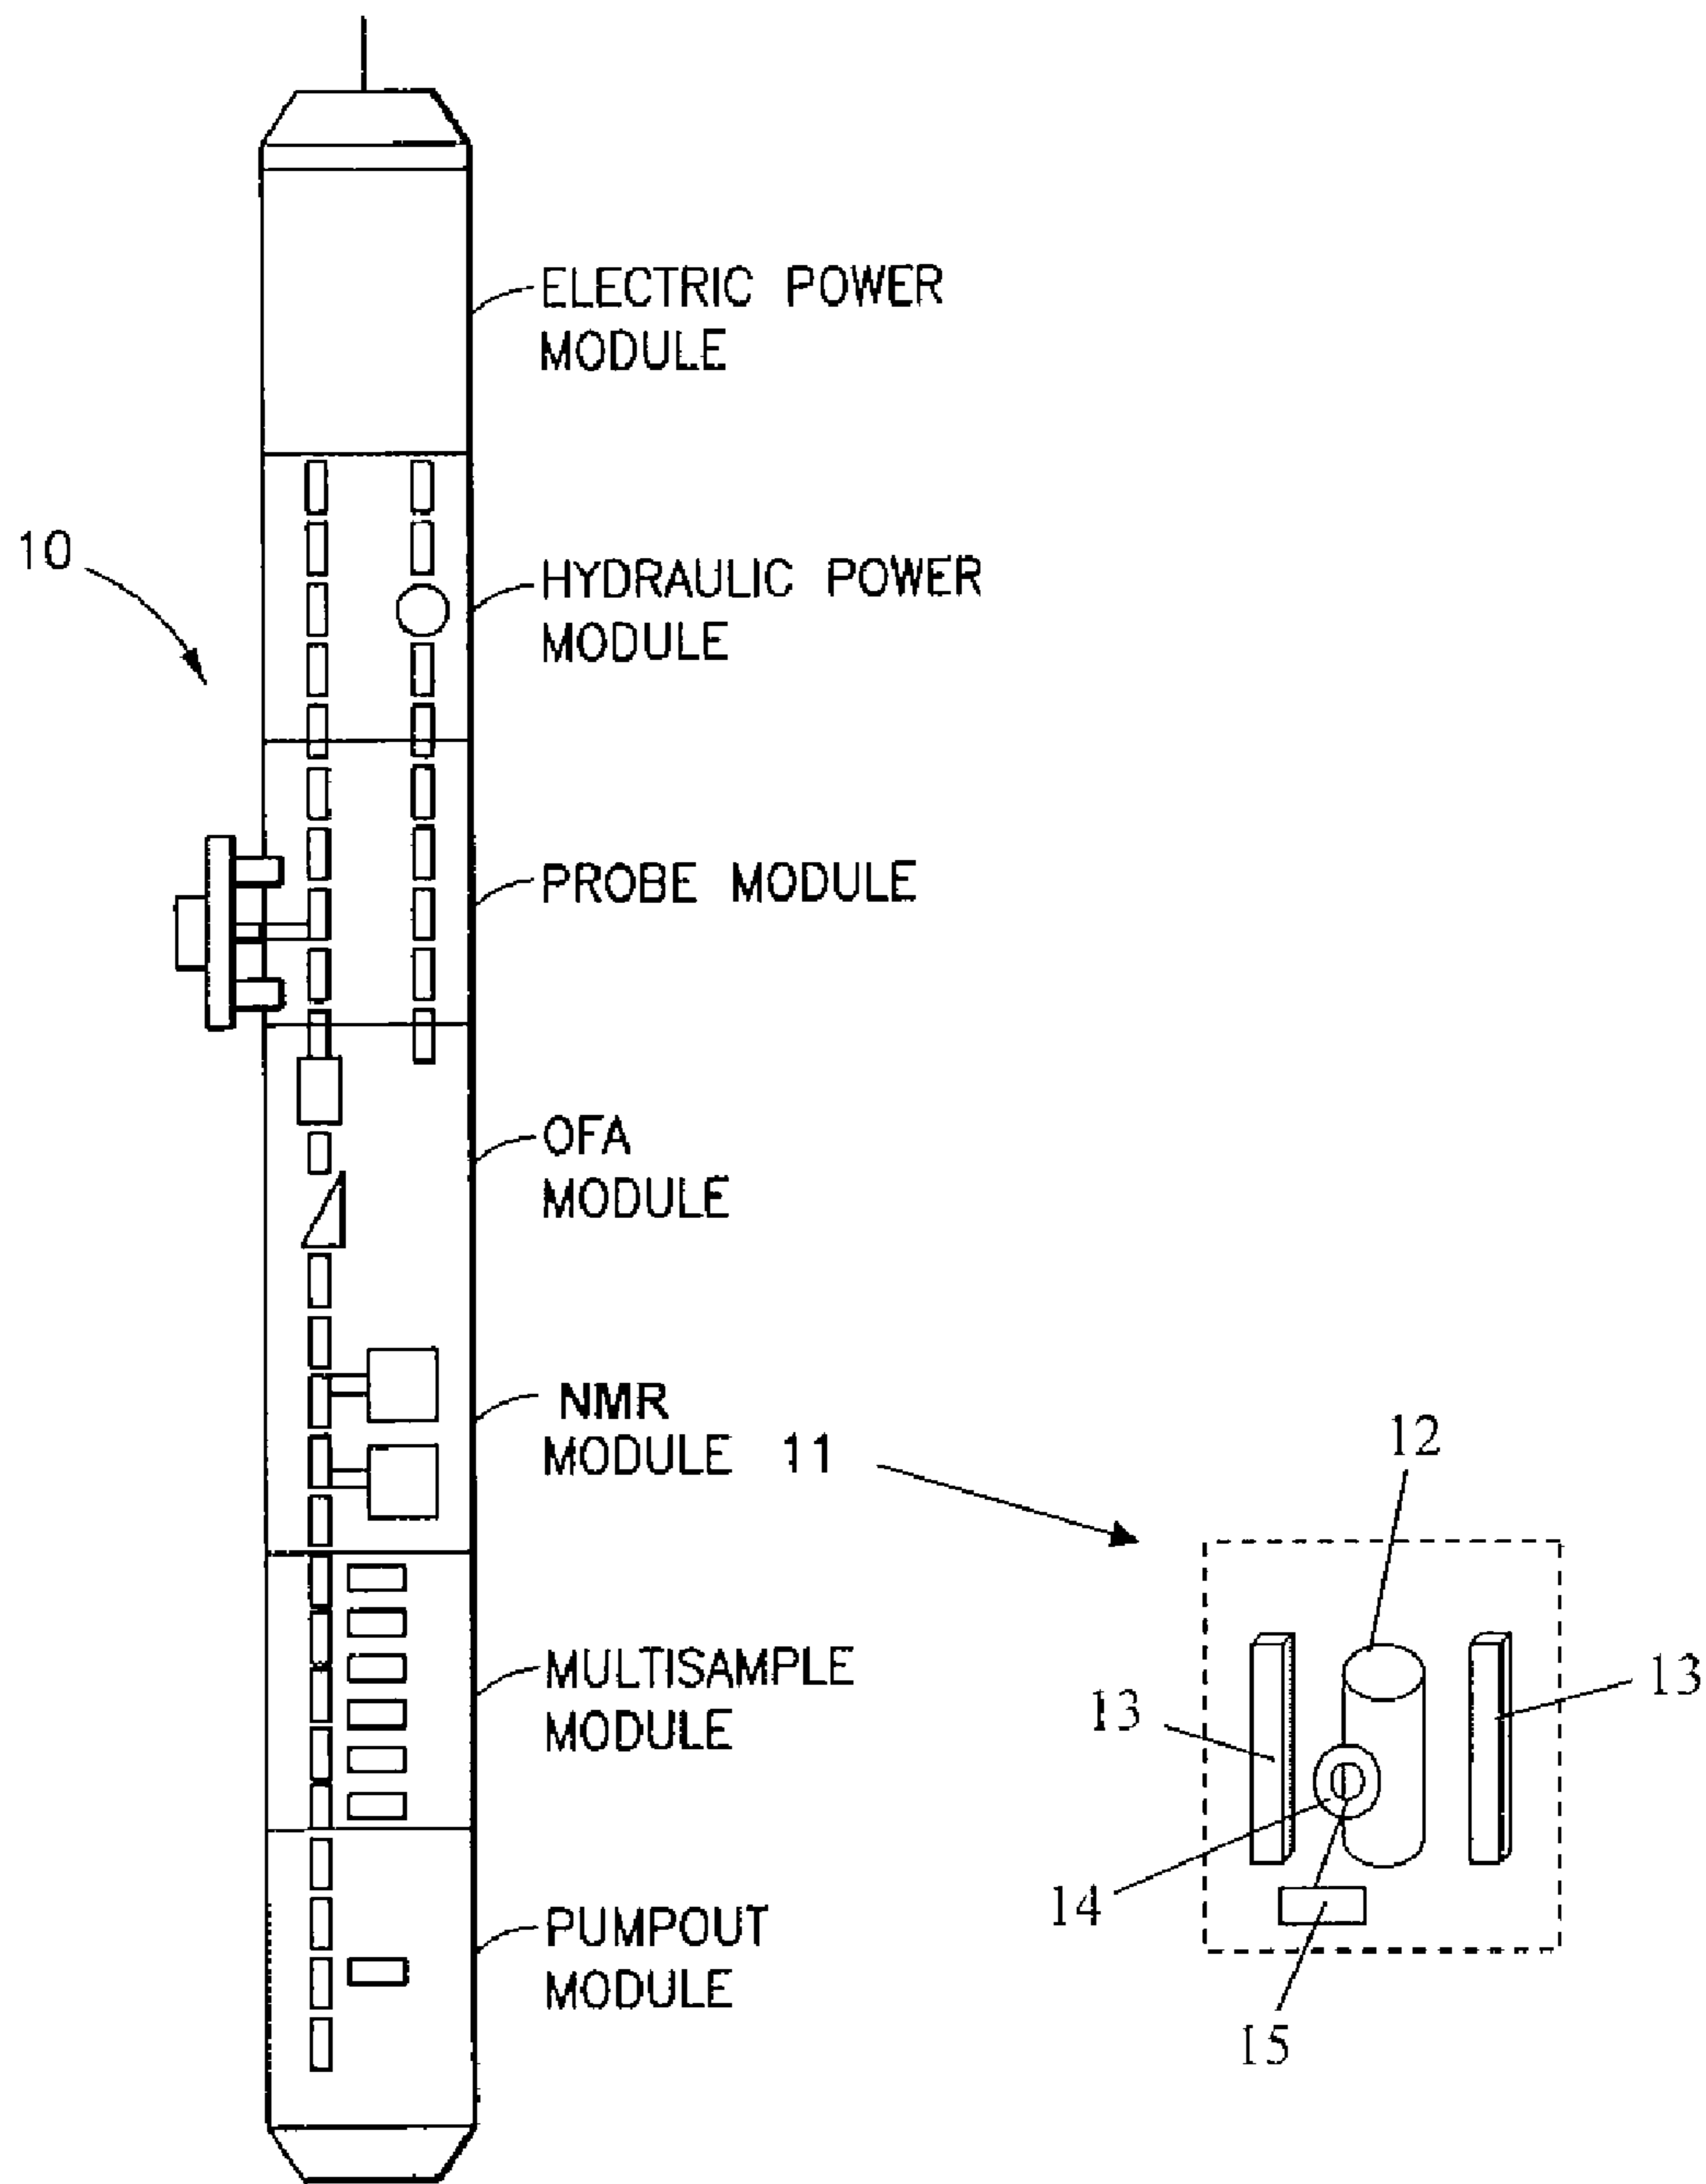 ELECTRIC POWER
MODULE
10
HYDRAULIC POWER
MODULE
PROBE MODULE
OFA
MODULE
NMR
MODULE 11
12
MULTISAMPLE
MODULE
13
13
14
PUMPOUT
MODULE
15